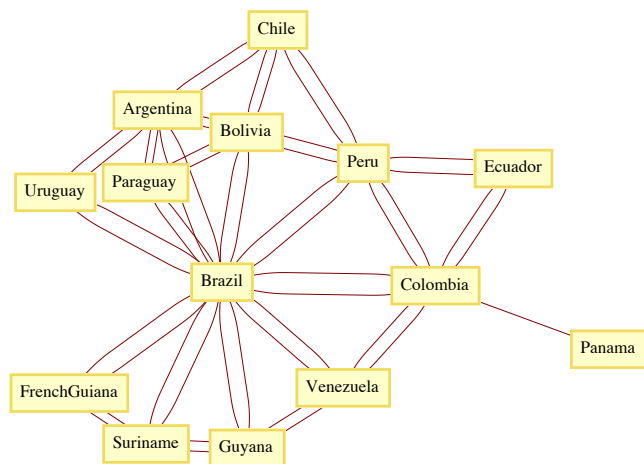 Chile
Argentina
Bolivia
Peru
Ecuador
Uruguay
Paraguay
Brazil
Colombia
Panama
FrenchGuiana
Venezuela
Suriname
Guyana